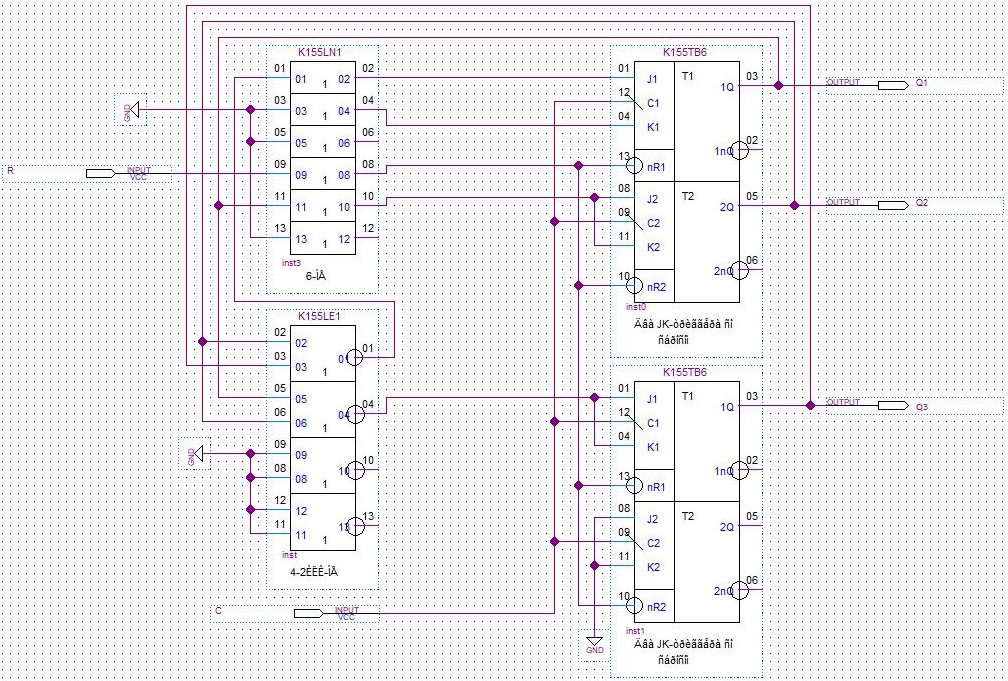 K155LN1
01 01 1 02 02
03 03 1 04 04
05 05 1 06 06
09 09 1 08 08
11 11 1 10 10
13 13 1 12 12
inst3
6-ÍÅ
GND
R
INPUT
VCC
K155LE1
02 02
03 03 1 01 01
05 05
06 06 1 04 04
09 09
08 08 1 10 10
12 12
11 11 1 13 13
inst
4-2ÈËÈ-ÍÅ
GND
C
INPUT
VCC
K155TB6
01 J1 T1 1Q 03
12 C1
04 K1
1nQ 02
13 nR1
08 J2 T2 2Q 05
09 C2
11 K2
2nQ 06
10 nR2
inst0
Äâà JK-òðèããåðà ñî
ñáðîñîì
K155TB6
01 J1 T1 1Q 03
12 C1
04 K1
1nQ 02
13 nR1
08 J2 T2 2Q 05
09 C2
11 K2
2nQ 06
10 nR2
inst1
Äâà JK-òðèããåðà ñî
ñáðîñîì
GND
OUTPUT Q1
OUTPUT Q2
OUTPUT Q3